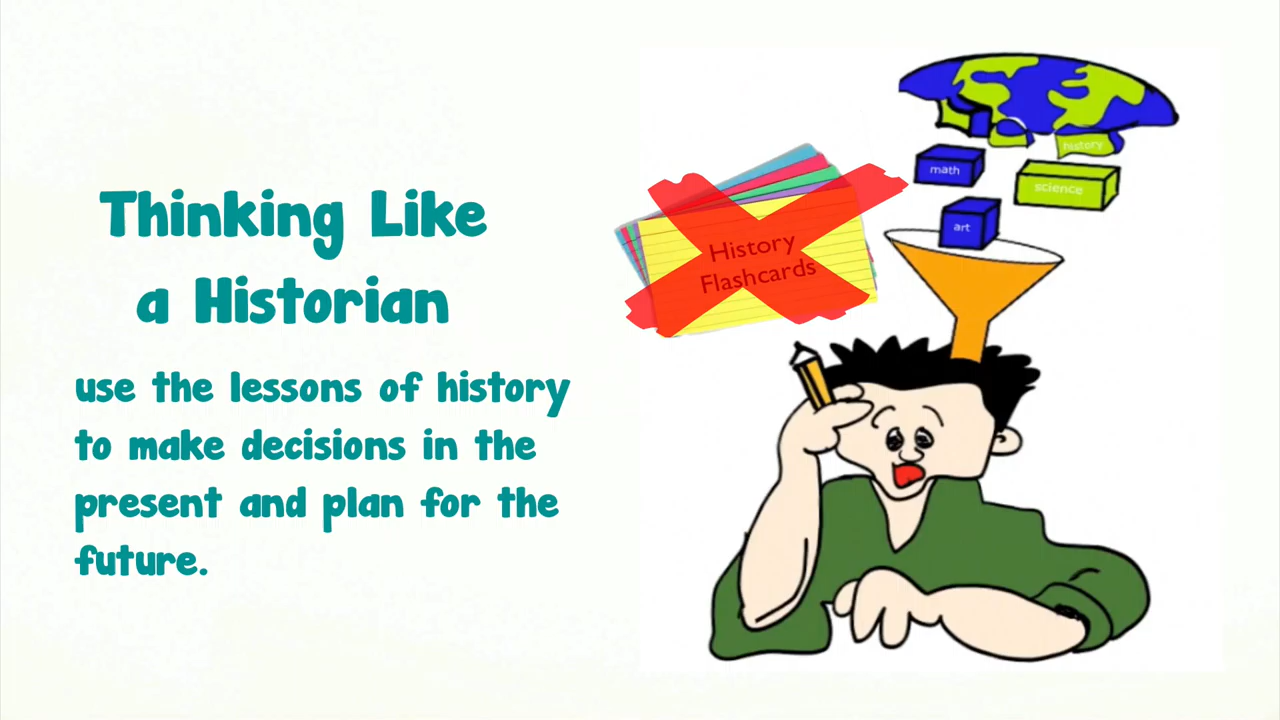 Thinking Like
a Historian
use the lessons of history
to make decisions in the
present and plan for the
future.
History
Flashcards
history
math
science
art